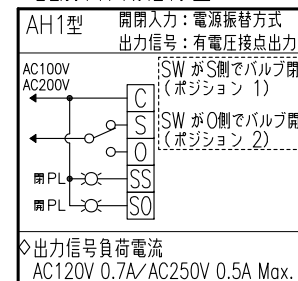 AH1型
開閉入力：電源振替方式
出力信号：有電圧接点出力
AC100V
AC200V
SW がS側でバルブ閉
(ポジション 1)
SW がO側でバルブ開
(ポジション 2)
C
S
O
閉PL
SS
開PL
SO
◇出力信号負荷電流
AC120V 0.7A/AC250V 0.5A Max.